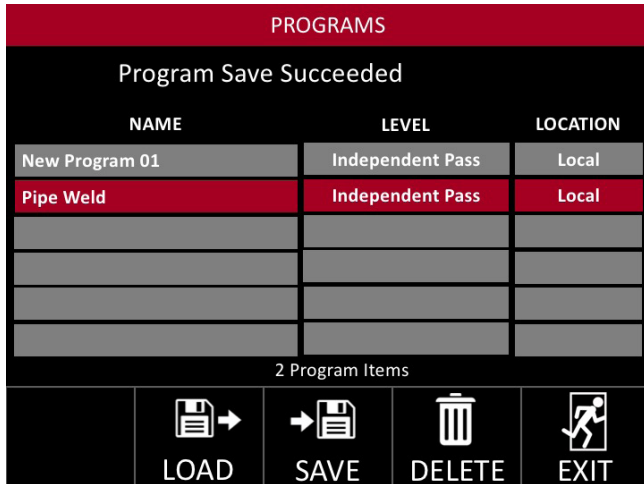 PROGRAMS
Program Save Succeeded
NAME LEVEL LOCATION
New Program 01 Independent Pass Local
Pipe Weld Independent Pass Local
2 Program Items
LOAD SAVE DELETE EXIT